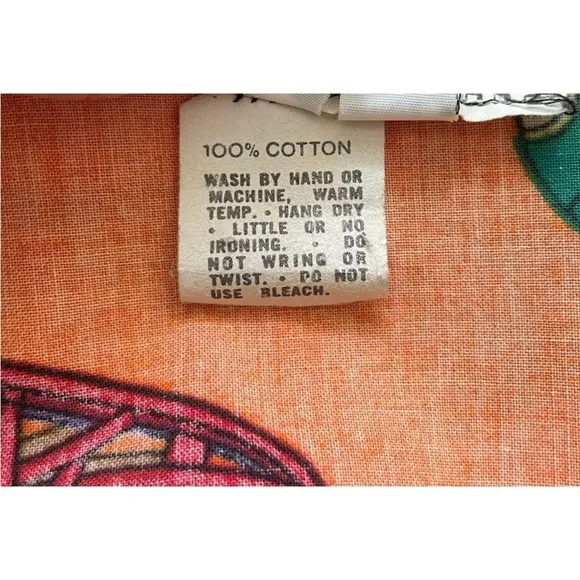 100% COTTON
WASH BY HAND OR
MACHINE, WARM
TEMP. • HANG DRY
• LITTLE OR NO
IRONING. • DO
NOT WRING OR
TWIST. • DO NOT
USE BLEACH.